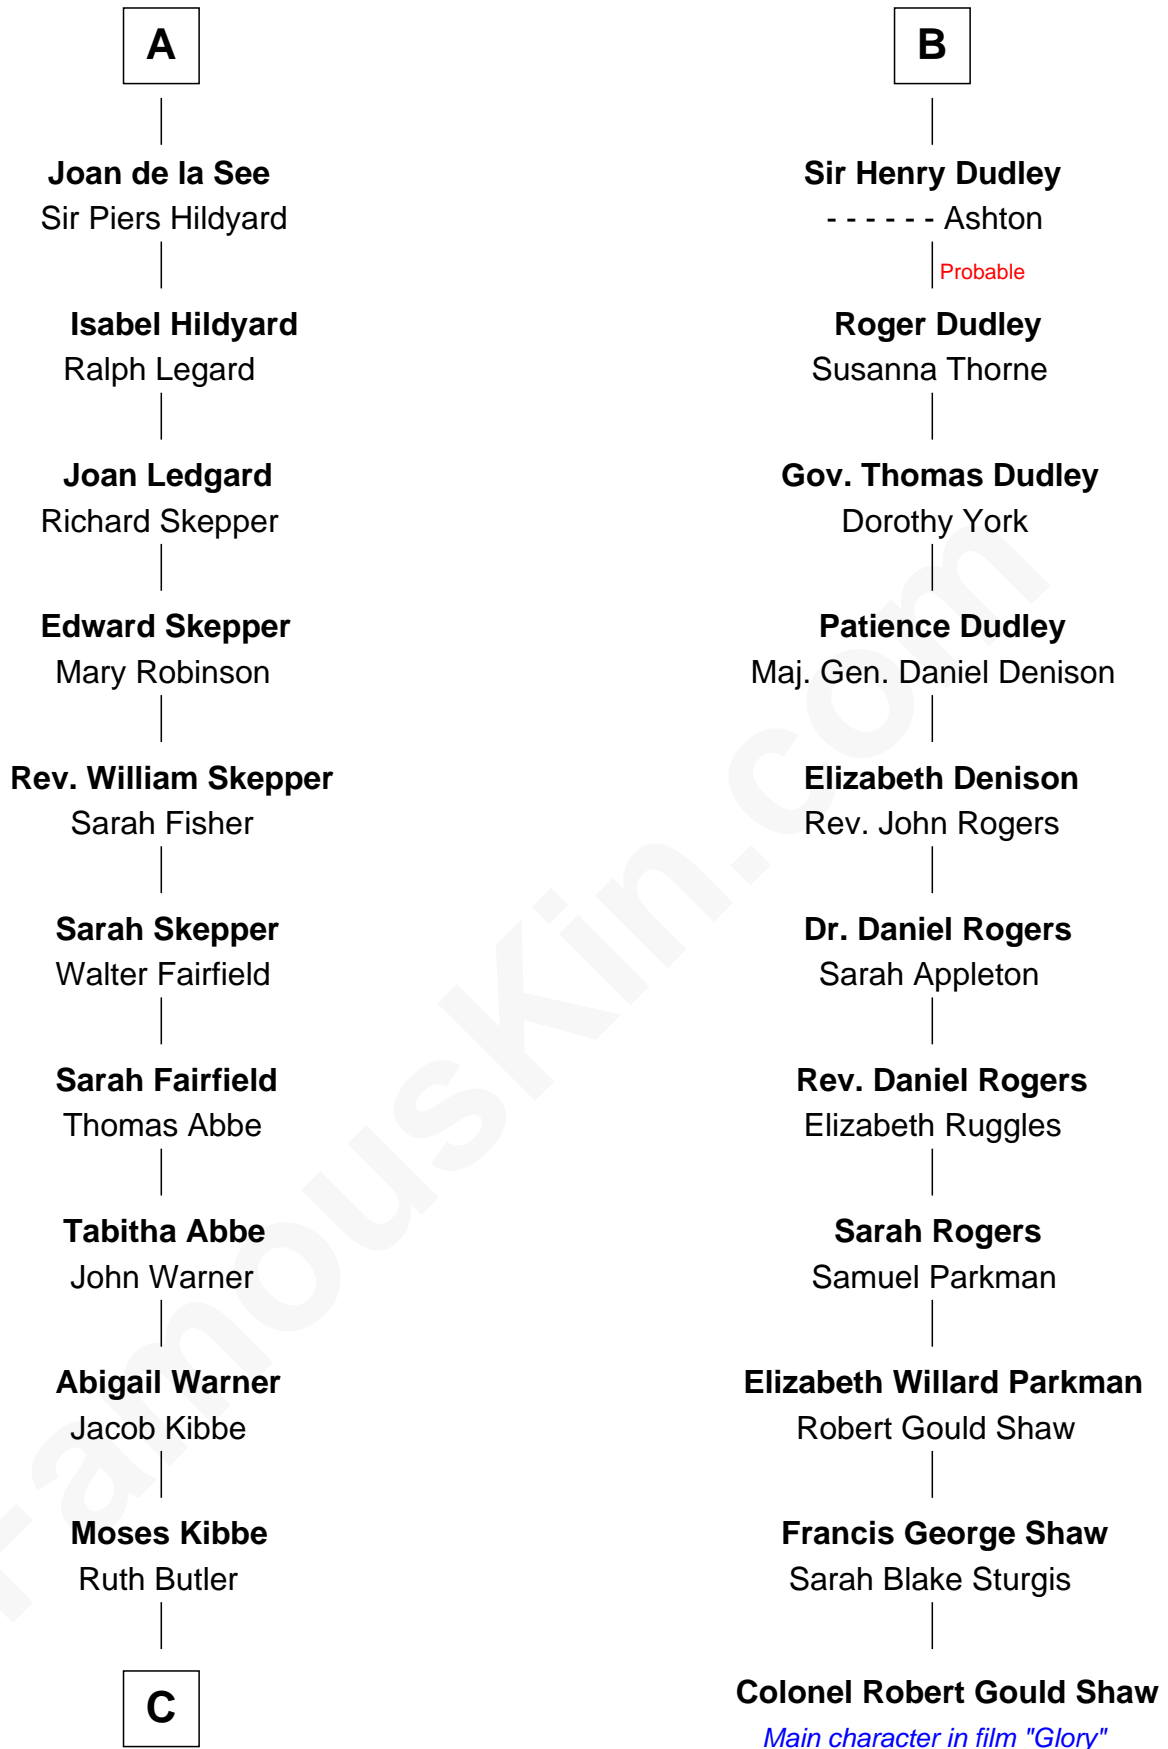 A
Joan de la See
Sir Piers Hildyard
Isabel Hildyard
Ralph Legard
Joan Ledgard
Richard Skepper
Edward Skepper
Mary Robinson
Rev. William Skepper
Sarah Fisher
Sarah Skepper
Walter Fairfield
Sarah Fairfield
Thomas Abbe
Tabitha Abbe
John Warner
Abigail Warner
Jacob Kibbe
Moses Kibbe
Ruth Butler
C
B
Sir Henry Dudley
- - - - - - Ashton
Probable
Roger Dudley
Susanna Thorne
Gov. Thomas Dudley
Dorothy York
Patience Dudley
Maj. Gen. Daniel Denison
Elizabeth Denison
Rev. John Rogers
Dr. Daniel Rogers
Sarah Appleton
Rev. Daniel Rogers
Elizabeth Ruggles
Sarah Rogers
Samuel Parkman
Elizabeth Willard Parkman
Robert Gould Shaw
Francis George Shaw
Sarah Blake Sturgis
Colonel Robert Gould Shaw
Main character in film "Glory"
FamousKin.com